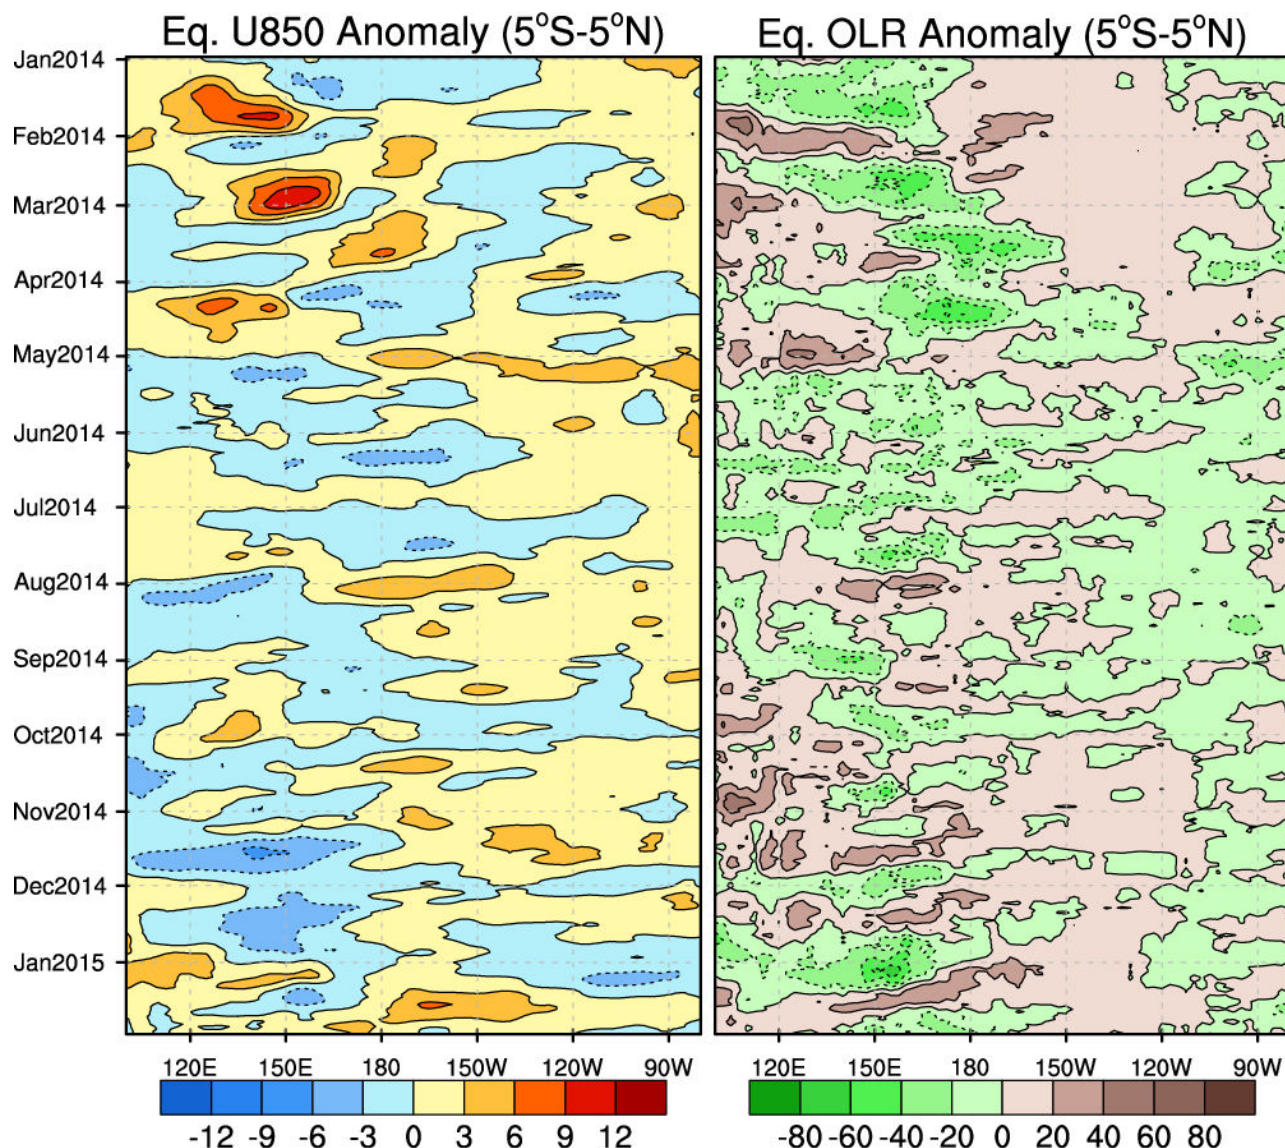 Eq. U850 Anomaly (5°S-5°N)
Eq. OLR Anomaly (5°S-5°N)
Jan2014
Feb2014
Mar2014
Apr2014
May2014
Jun2014
Jul2014
Aug2014
Sep2014
Oct2014
Nov2014
Dec2014
Jan2015
120E 150E 180 150W 120W 90W
120E 150E 180 150W 120W 90W
-12 -9 -6 -3 0 3 6 9 12
-80 -60 -40 -20 0 20 40 60 80